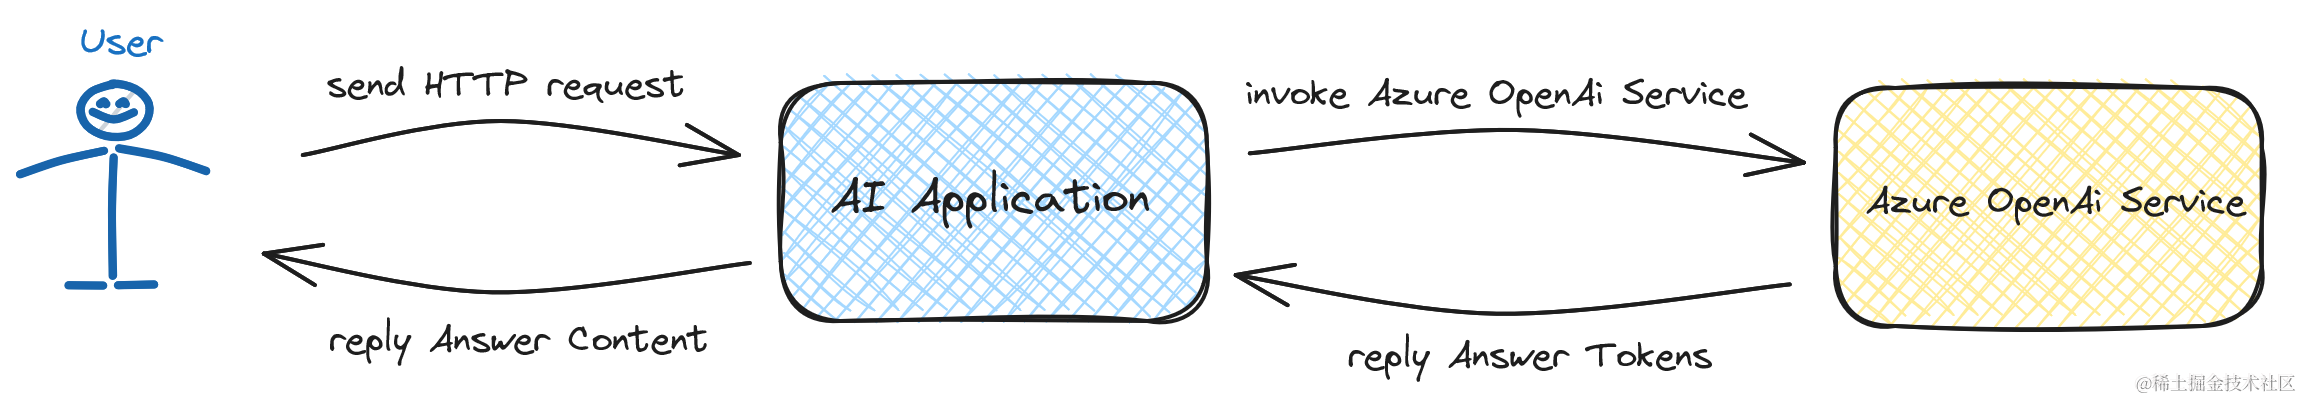 User
send HTTP request
AI Application
invoke Azure OpenAi Service
Azure OpenAi Service
reply Answer Content
reply Answer Tokens
@稀土掘金技术社区